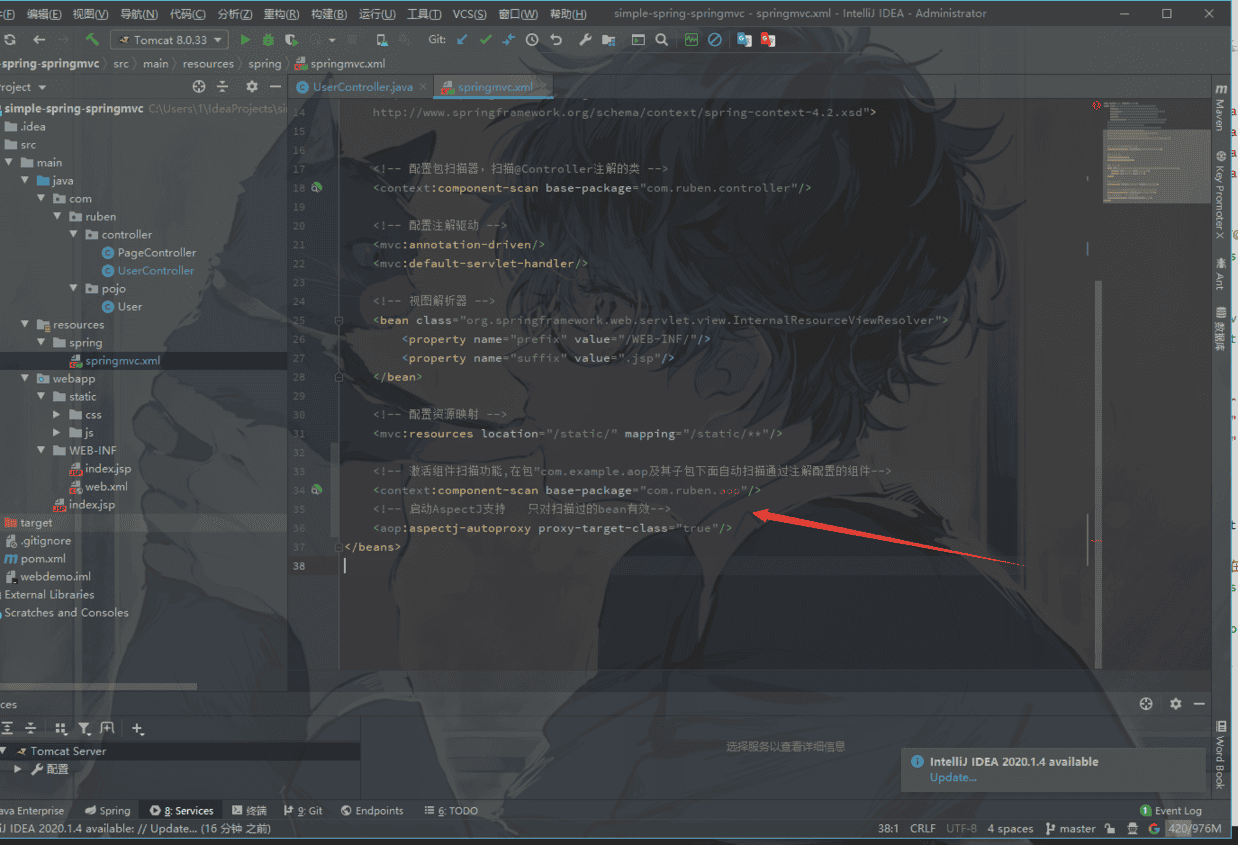 (F) 编辑(E) 视图(V) 导航(N) 代码(C) 分析(Z) 重构(R) 构建(B) 运行(U) 工具(T) VCS(S) 窗口(W) 帮助(H) simple-spring-springmvc - springmvc.xml - IntelliJ IDEA - Administrator
Tomcat 8.0.33 Git:
-spring-springmvc src main resources spring springmvc.xml
roject UserController.java springmvc.xml
simple-spring-springmvc C:\Users\1\IdeaProjects\si
.idea
src
main
java
com
ruben
controller
PageController
UserController
pojo
User
resources
spring
springmvc.xml
webapp
static
css
js
WEB-INF
index.jsp
web.xml
index.jsp
target
.gitignore
pom.xml
webdemo.iml
External Libraries
Scratches and Consoles
14 http://www.springframework.org/schema/context/spring-context-4.2.xsd">
15
16
17 <!-- 配置包扫描器，扫描@Controller注解的类 -->
18 <context:component-scan base-package="com.ruben.controller"/>
19
20 <!-- 配置注解驱动 -->
21 <mvc:annotation-driven/>
22 <mvc:default-servlet-handler/>
23
24 <!-- 视图解析器 -->
25 <bean class="org.springframework.web.servlet.view.InternalResourceViewResolver">
26 <property name="prefix" value="/WEB-INF/"/>
27 <property name="suffix" value=".jsp"/>
28 </bean>
29
30 <!-- 配置资源映射 -->
31 <mvc:resources location="/static/" mapping="/static/**"/>
32
33 <!-- 激活组件扫描功能,在包"com.example.aop及其子包下面自动扫描通过注解配置的组件-->
34 <context:component-scan base-package="com.ruben.aop"/>
35 <!-- 启动AspectJ支持 只对扫描过的bean有效-->
36 <aop:aspectj-autoproxy proxy-target-class="true"/>
37 </beans>
38
Maven
Key Promoter X
Ant
数据库
Word Book
ces
Tomcat Server
配置
选择服务以查看详细信息
IntelliJ IDEA 2020.1.4 available
Update...
ava Enterprise Spring 8: Services 终端 9: Git Endpoints 6: TODO 1 Event Log
iJ IDEA 2020.1.4 available: // Update... (16 分钟 之前) 38:1 CRLF UTF-8 4 spaces master 420/976M